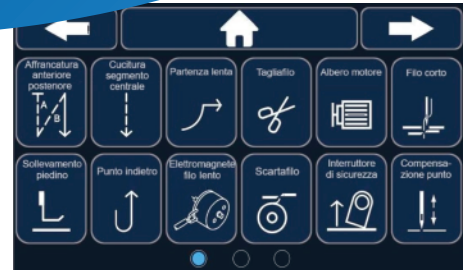 Affrancatura
anteriore
posteriore
A
B
Cucitura
segmento
centrale
Partenza lenta
Tagliafilo
Albero motore
Filo corto
Sollevamento
piedino
Punto indietro
Elettromagnete
filo lento
Scartafilo
Interruttore
di sicurezza
Compensa-
zione punto